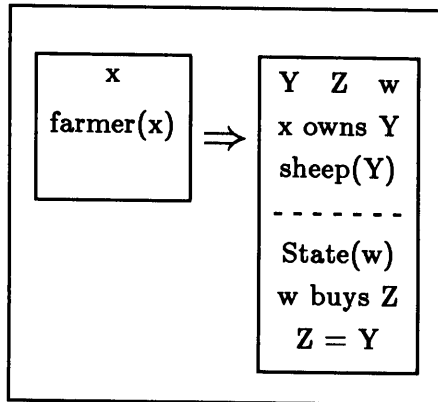 x
farmer(x)
⇒
Y Z w
x owns Y
sheep(Y)
- - - - - - -
State(w)
w buys Z
Z = Y